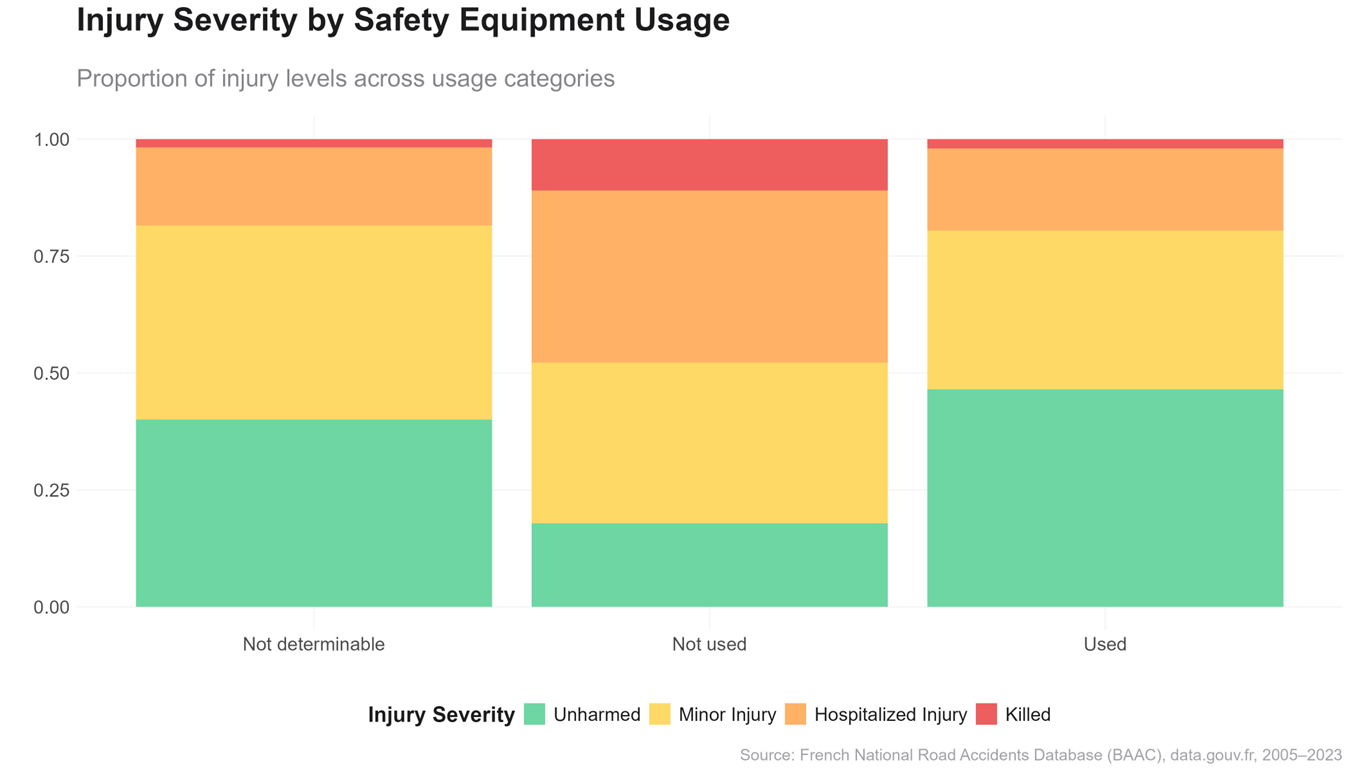 Injury Severity by Safety Equipment Usage
Proportion of injury levels across usage categories
1.00
0.75
0.50
0.25
0.00
Not determinable Not used Used
Injury Severity Unharmed Minor Injury Hospitalized Injury Killed
Source: French National Road Accidents Database (BAAC), data.gouv.fr, 2005–2023